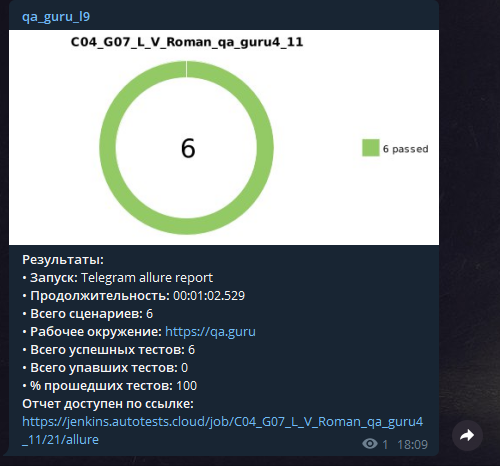 qa_guru_l9
C04_G07_L_V_Roman_qa_guru4_11
6
6 passed
Результаты:
• Запуск: Telegram allure report
• Продолжительность: 00:01:02.529
• Всего сценариев: 6
• Рабочее окружение: https://qa.guru
• Всего успешных тестов: 6
• Всего упавших тестов: 0
• % прошедших тестов: 100
Отчет доступен по ссылке:
https://jenkins.autotests.cloud/job/C04_G07_L_V_Roman_qa_guru4
_11/21/allure
1 18:09